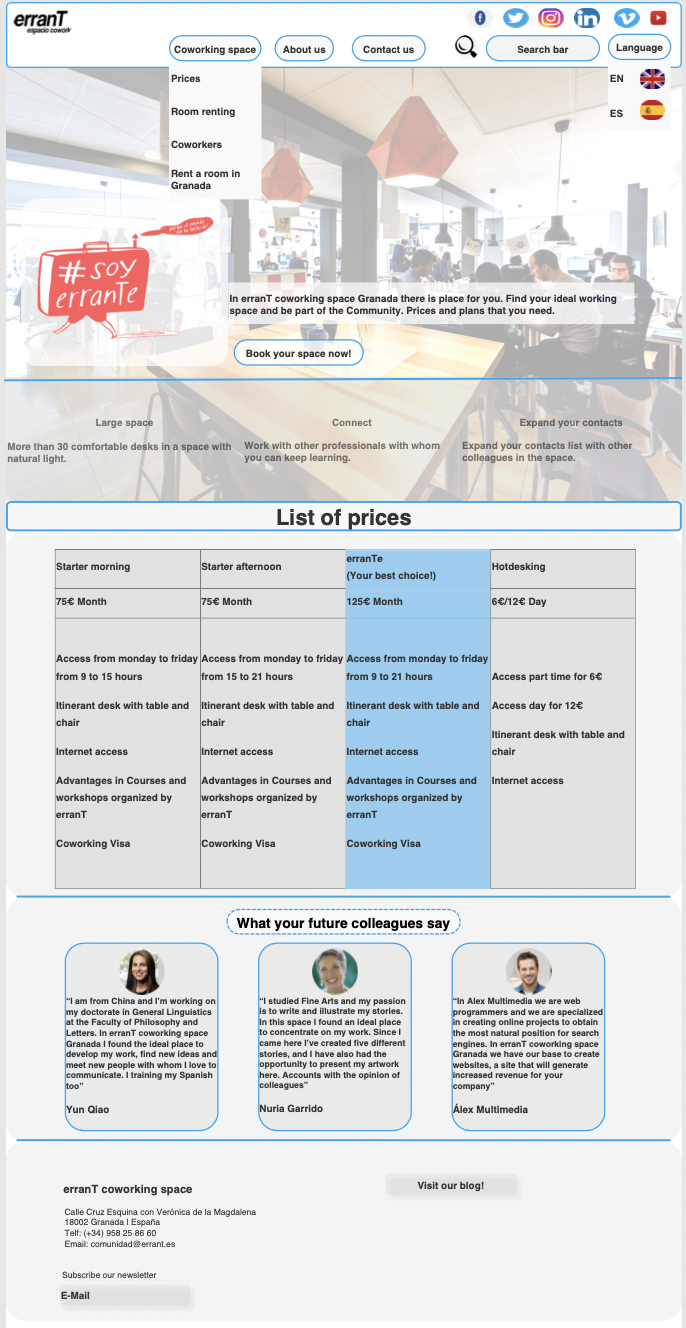 erranT
espacio cowork
Coworking space
About us
Contact us
Search bar
Language
Prices
Room renting
Coworkers
Rent a room in
Granada
EN
ES
#SOY
erranTe
In erranT coworking space Granada there is place for you. Find your ideal working
space and be part of the Community. Prices and plans that you need.
Book your space now!
Large space
More than 30 comfortable desks in a space with
natural light.
Connect
Work with other professionals with whom
you can keep learning.
Expand your contacts
Expand your contacts list with other
colleagues in the space.
List of prices
Starter morning
Starter afternoon
erranTe
(Your best choice!)
Hotdesking
75€ Month
75€ Month
125€ Month
6€/12€ Day
Access from monday to friday
from 9 to 15 hours
Itinerant desk with table and
chair
Internet access
Advantages in Courses and
workshops organized by
erranT
Coworking Visa
Access from monday to friday
from 15 to 21 hours
Itinerant desk with table and
chair
Internet access
Advantages in Courses and
workshops organized by
erranT
Coworking Visa
Access from monday to friday
from 9 to 21 hours
Itinerant desk with table and
chair
Internet access
Advantages in Courses and
workshops organized by
erranT
Coworking Visa
Access part time for 6€
Access day for 12€
Itinerant desk with table and
chair
Internet access
What your future colleagues say
“I am from China and I’m working on
my doctorate in General Linguistics
at the Faculty of Philosophy and
Letters. In erranT coworking space
Granada I found the ideal place to
develop my work, find new ideas and
meet new people with whom I love to
communicate. I training my Spanish
too”
Yun Qiao
“I studied Fine Arts and my passion
is to write and illustrate my stories.
In this space I found an ideal place
to concentrate on my work. Since I
came here I’ve created five different
stories, and I have also had the
opportunity to present my artwork
here. Accounts with the opinion of
colleagues”
Nuria Garrido
“In Alex Multimedia we are web
programmers and we are specialized
in creating online projects to obtain
the most natural position for search
engines. In erranT coworking space
Granada we have our base to create
websites, a site that will generate
increased revenue for your
company”
Álex Multimedia
erranT coworking space
Calle Cruz Esquina con Verónica de la Magdalena
18002 Granada | España
Telf: (+34) 958 25 86 60
Email: comunidad@errant.es
Visit our blog!
Subscribe our newsletter
E-Mail